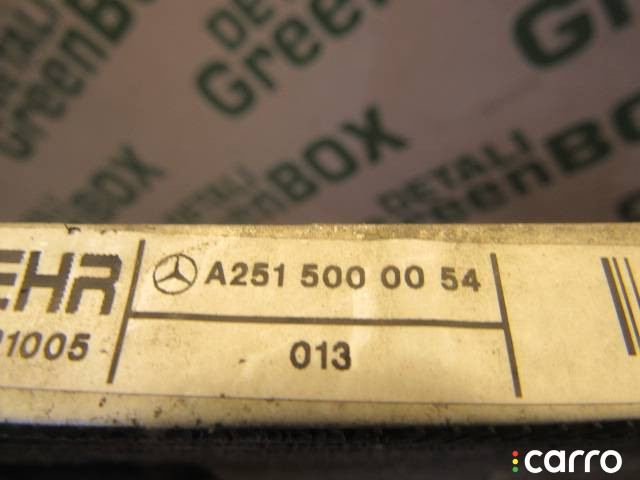 DETALI
GreenBOX
DETALI
GreenBOX
EHR
A251 500 00 54
1005
013
carro